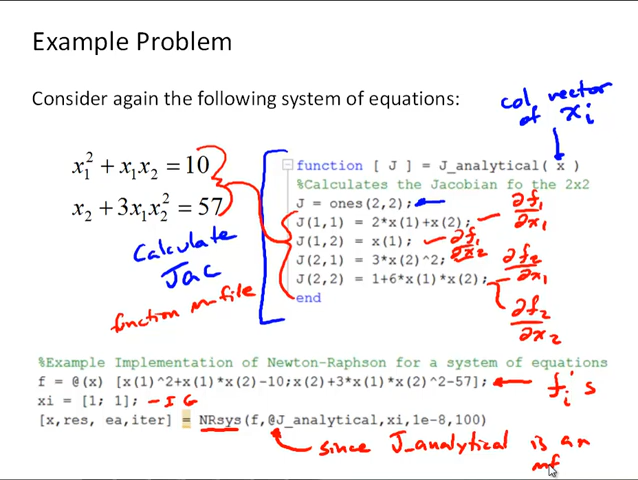 Example Problem
Consider again the following system of equations:
col vector
of xi
x₁² + x₁x₂ = 10
x₂ + 3x₁x₂² = 57
Calculate
Jac
function m-file
function [ J ] = J_analytical( x )
%Calculates the Jacobian fo the 2x2
J = ones(2,2);
J(1,1) = 2*x(1)+x(2); ∂f₁/∂x₁
J(1,2) = x(1); ∂f₁/∂x₂
J(2,1) = 3*x(2)^2; ∂f₂/∂x₁
J(2,2) = 1+6*x(1)*x(2); ∂f₂/∂x₂
end
%Example Implementation of Newton-Raphson for a system of equations
f = @(x) [x(1)^2+x(1)*x(2)-10;x(2)+3*x(1)*x(2)^2-57]; fi's
xi = [1; 1]; - IG
[x,res, ea,iter] = NRsys(f,@J_analytical,xi,1e-8,100)
since J_analytical is an
mf